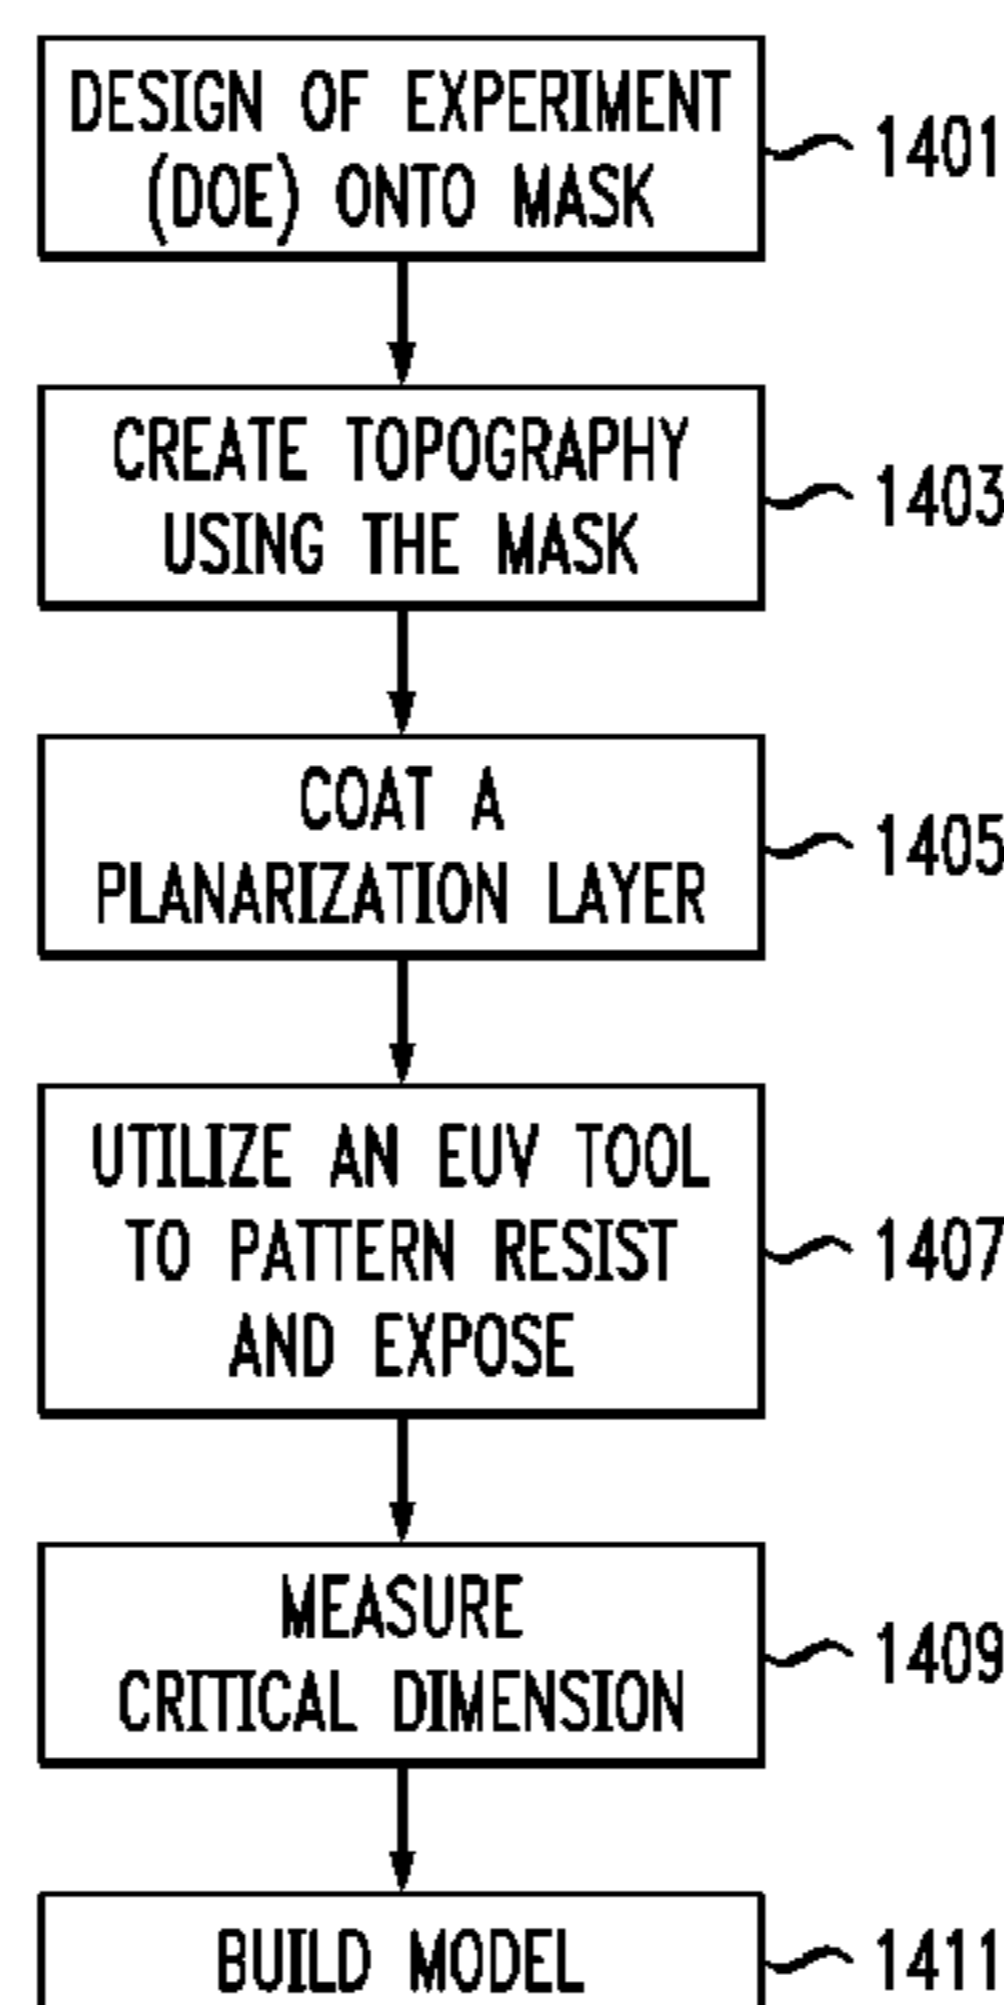 DESIGN OF EXPERIMENT
(DOE) ONTO MASK
1401
CREATE TOPOGRAPHY
USING THE MASK
1403
COAT A
PLANARIZATION LAYER
1405
UTILIZE AN EUV TOOL
TO PATTERN RESIST
AND EXPOSE
1407
MEASURE
CRITICAL DIMENSION
1409
BUILD MODEL
1411